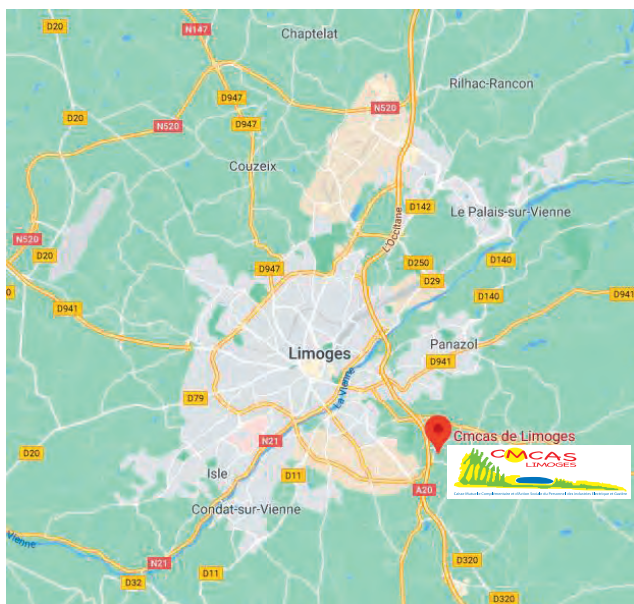 D20
N147
Chaptelat
Rilhac-Rancon
D947
N520
D20
N520
D947
Couzeix
D142
Le Palais-sur-Vienne
L'Occitane
N520
D20
D947
D250
D140
D29
D140
D941
D941
Limoges
Panazol
D941
La Vienne
D79
Cmcas de Limoges
N21
CMCAS
LIMOGES
D20
Isle
D11
A20
Condat-sur-Vienne
Vienne
N21
D320
D32
D11
D320